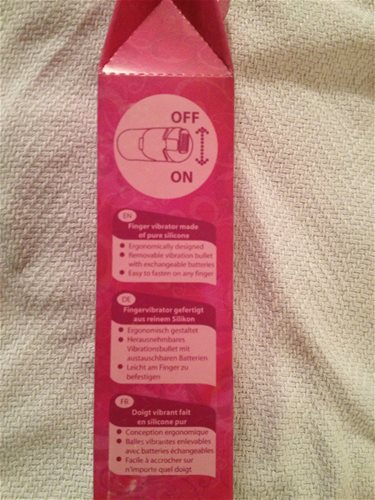 OFF
ON
EN
Finger vibrator made
of pure silicone
Ergonomically designed
Removable vibration bullet
with exchangeable batteries
Easy to fasten on any finger
DE
Fingervibrator gefertigt
aus reinem Silikon
Ergonomisch gestaltet
Herausnehmbares
Vibrationsbullet mit
austauschbaren Batterien
Leicht am Finger zu
befestigen
FR
Doigt vibrant fait
en silicone pur
Conception ergonomique
Balles vibrantes enlevables
avec batteries échangeables
Facile à accrocher sur
n'importe quel doigt